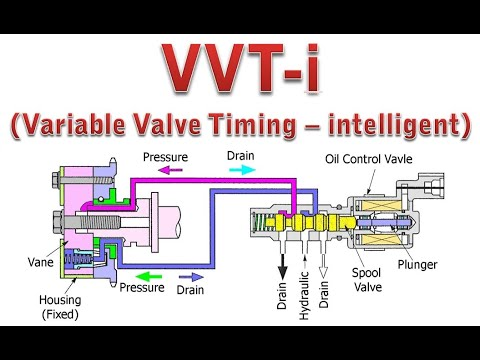 VVT-i
(Variable Valve Timing – intelligent)
Pressure
Drain
Oil Control Vavle
Vane
Housing
(Fixed)
Pressure
Drain
Drain
Hydraulic
Drain
Spool
Valve
Plunger